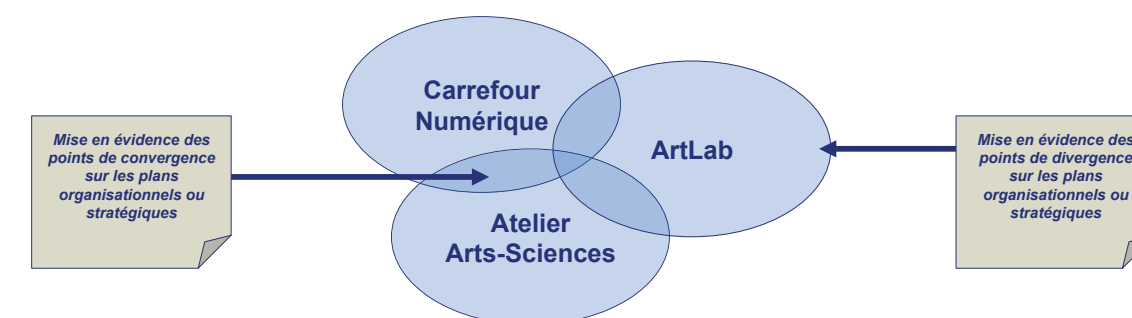 Carrefour
Numérique
ArtLab
Atelier
Arts-Sciences
Mise en évidence des
points de convergence
sur les plans
organisationnels ou
stratégiques
Mise en évidence des
points de divergence
sur les plans
organisationnels ou
stratégiques